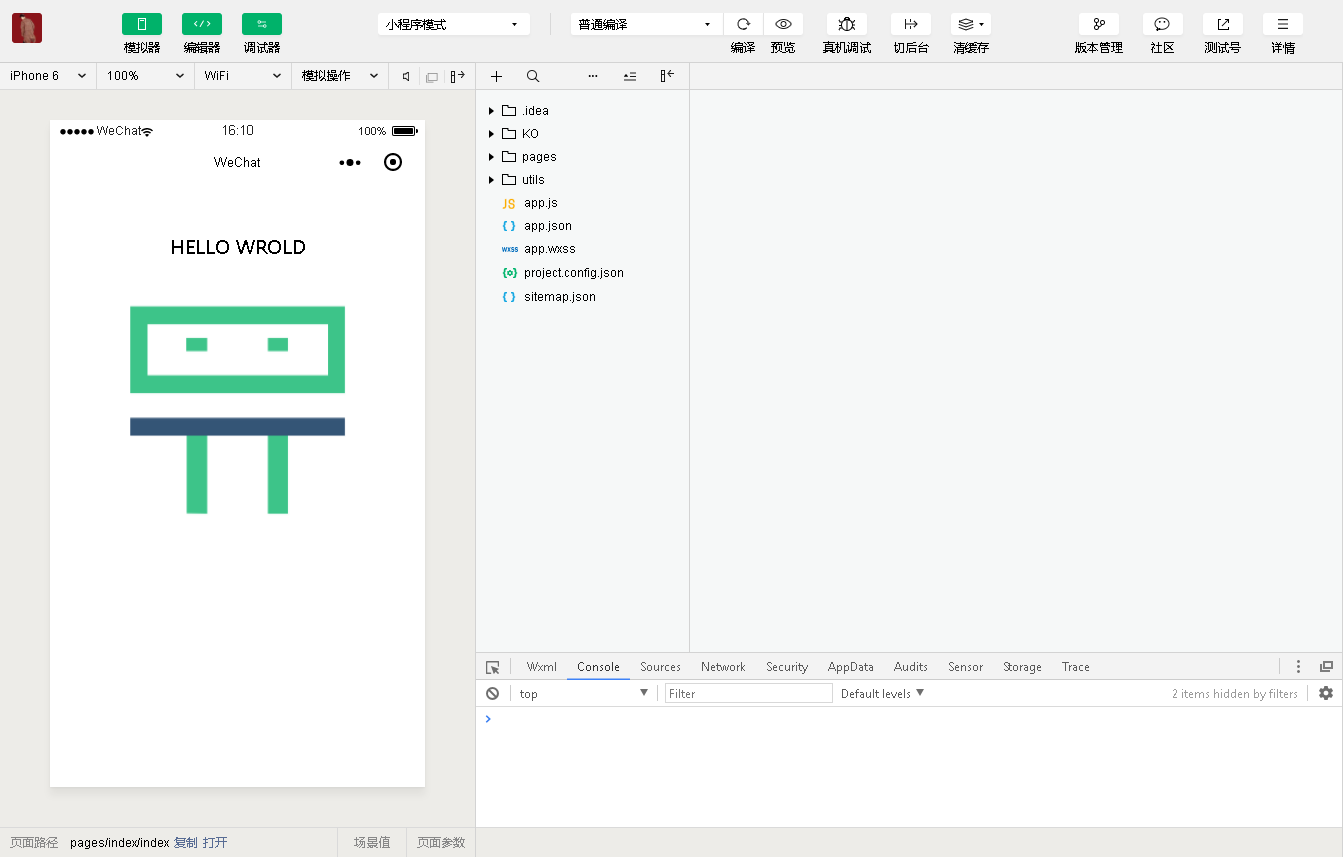 模拟器 编辑器 调试器 小程序模式 普通编译 编译 预览 真机调试 切后台 清缓存 版本管理 社区 测试号 详情
iPhone 6 100% WiFi 模拟操作
WeChat 16:10 100%
WeChat
HELLO WROLD
页面路径 pages/index/index 复制 打开 场景值 页面参数
.idea
KO
pages
utils
JS app.js
{ } app.json
wxss app.wxss
project.config.json
{ } sitemap.json
Wxml Console Sources Network Security AppData Audits Sensor Storage Trace
top Filter Default levels 2 items hidden by filters